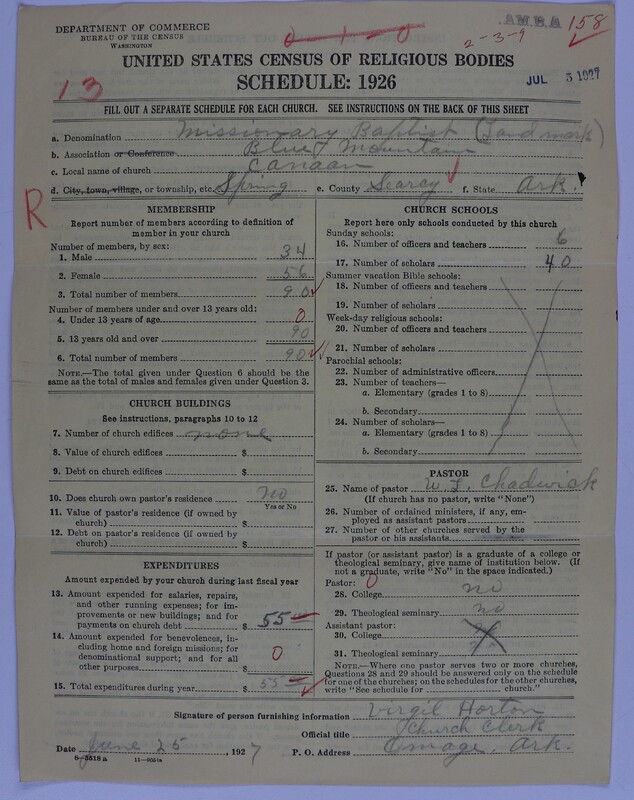 DEPARTMENT OF COMMERCE
BUREAU OF THE CENSUS
WASHINGTON
0-1-0
2-3-9
A.M.B.A
158
UNITED STATES CENSUS OF RELIGIOUS BODIES
SCHEDULE: 1926
13
JUL 5 1927
FILL OUT A SEPARATE SCHEDULE FOR EACH CHURCH. SEE INSTRUCTIONS ON THE BACK OF THIS SHEET
a. Denomination Missionary Baptist (Land mark)
b. Association or Conference Blue Mountain
c. Local name of church Canaan
d. City, town, village, or township, etc. Spring e. County Searcy f. State Ark.
R
MEMBERSHIP
Report number of members according to definition of
member in your church
Number of members, by sex:
1. Male 34
2. Female 56
3. Total number of members 90
Number of members under and over 13 years old:
4. Under 13 years of age 0
5. 13 years old and over 90
6. Total number of members 90
NOTE.—The total given under Question 6 should be
the same as the total of males and females given under Question 3.
CHURCH BUILDINGS
See instructions, paragraphs 10 to 12
7. Number of church edifices none
8. Value of church edifices $
9. Debt on church edifices $
10. Does church own pastor's residence no
Yes or No
11. Value of pastor's residence (if owned by
church) $
12. Debt on pastor's residence (if owned by
church) $
EXPENDITURES
Amount expended by your church during last fiscal year
13. Amount expended for salaries, repairs,
and other running expenses; for im-
provements or new buildings; and for
payments on church debt $ 55
14. Amount expended for benevolences, in-
cluding home and foreign missions; for
denominational support; and for all
other purposes $ 0
15. Total expenditures during year $ 55
CHURCH SCHOOLS
Report here only schools conducted by this church
Sunday schools:
16. Number of officers and teachers 6
17. Number of scholars 40
Summer vacation Bible schools:
18. Number of officers and teachers
19. Number of scholars
Week-day religious schools:
20. Number of officers and teachers
21. Number of scholars
Parochial schools:
22. Number of administrative officers
23. Number of teachers—
a. Elementary (grades 1 to 8)
b. Secondary
24. Number of scholars—
a. Elementary (grades 1 to 8)
b. Secondary
PASTOR
25. Name of pastor W. L. Chadwick
(If church has no pastor, write "None")
26. Number of ordained ministers, if any, em-
ployed as assistant pastors
27. Number of other churches served by the
pastor or his assistants
If pastor (or assistant pastor) is a graduate of a college or
theological seminary, give name of institution below. (If
not a graduate, write "No" in the space indicated.)
Pastor: 0
28. College no
29. Theological seminary no
Assistant pastor:
30. College
31. Theological seminary
NOTE.—Where one pastor serves two or more churches,
Questions 28 and 29 should be answered only on the schedule
for one of the churches; on the schedules for the other churches,
write "See schedule for church."
Signature of person furnishing information Virgil Horton
Official title Church Clerk
Date June 25, 1927 P. O. Address Omage, Ark.
8-3518 a 11-9051a